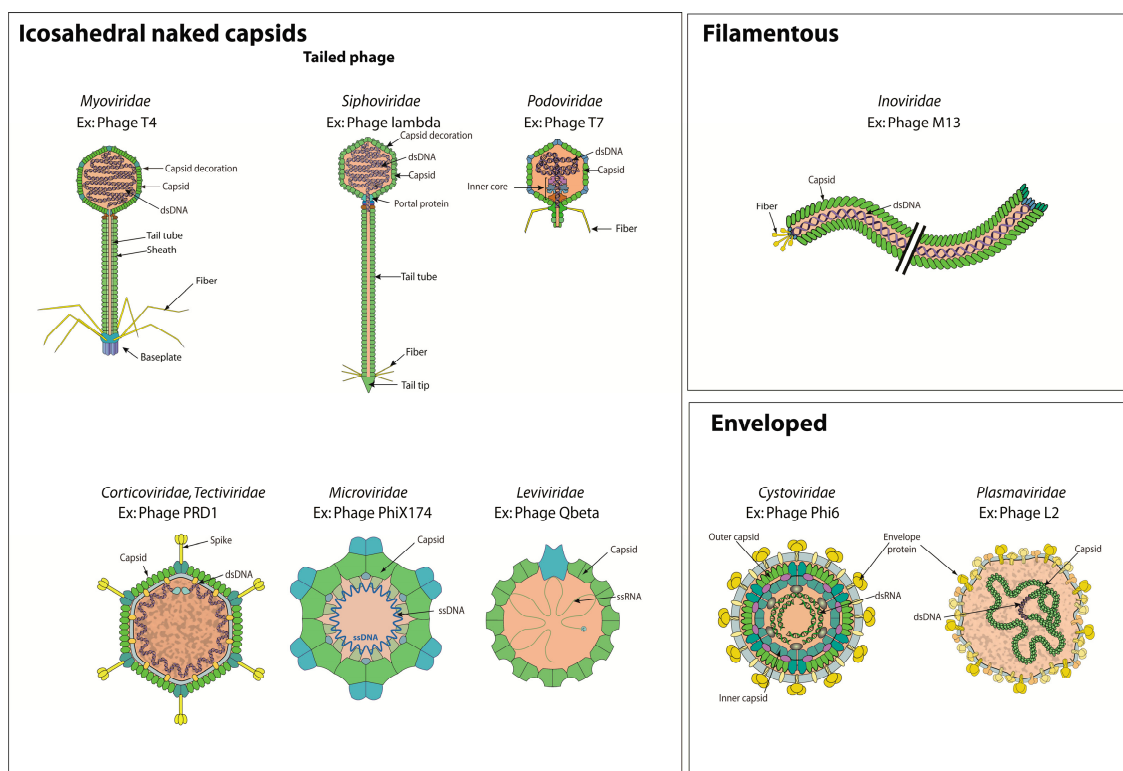 Icosahedral naked capsids
Tailed phage
Myoviridae
Ex: Phage T4
Capsid decoration
Capsid
dsDNA
Tail tube
Sheath
Fiber
Baseplate
Siphoviridae
Ex: Phage lambda
Capsid decoration
dsDNA
Capsid
Portal protein
Tail tube
Fiber
Tail tip
Podoviridae
Ex: Phage T7
dsDNA
Capsid
Inner core
Fiber
Corticoviridae, Tectiviridae
Ex: Phage PRD1
Spike
Capsid
dsDNA
Microviridae
Ex: Phage PhiX174
Capsid
ssDNA
ssDNA
Leviviridae
Ex: Phage Qbeta
Capsid
ssRNA
Filamentous
Inoviridae
Ex: Phage M13
Capsid
dsDNA
Fiber
Enveloped
Cystoviridae
Ex: Phage Phi6
Outer capsid
Envelope
protein
dsRNA
Inner capsid
Plasmaviridae
Ex: Phage L2
Capsid
dsDNA